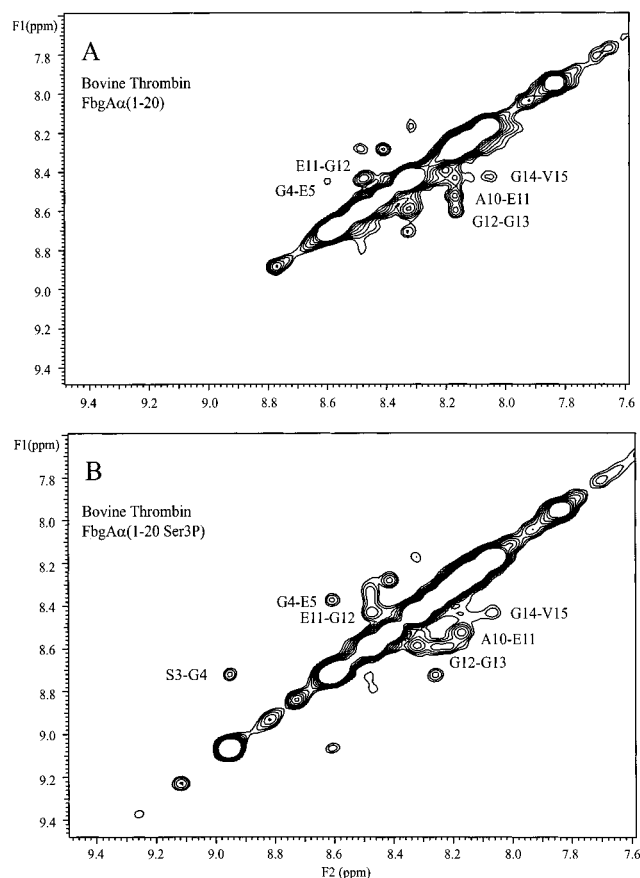 F1(ppm)
A
Bovine Thrombin
FbgAα(1-20)
E11-G12
G4-E5
G14-V15
A10-E11
G12-G13
7.8
8.0
8.2
8.4
8.6
8.8
9.0
9.2
9.4
9.4 9.2 9.0 8.8 8.6 8.4 8.2 8.0 7.8 7.6
F1(ppm)
B
Bovine Thrombin
FbgAα(1-20 Ser3P)
G4-E5
E11-G12
G14-V15
A10-E11
G12-G13
S3-G4
7.8
8.0
8.2
8.4
8.6
8.8
9.0
9.2
9.4
9.4 9.2 9.0 8.8 8.6 8.4 8.2 8.0 7.8 7.6
F2 (ppm)